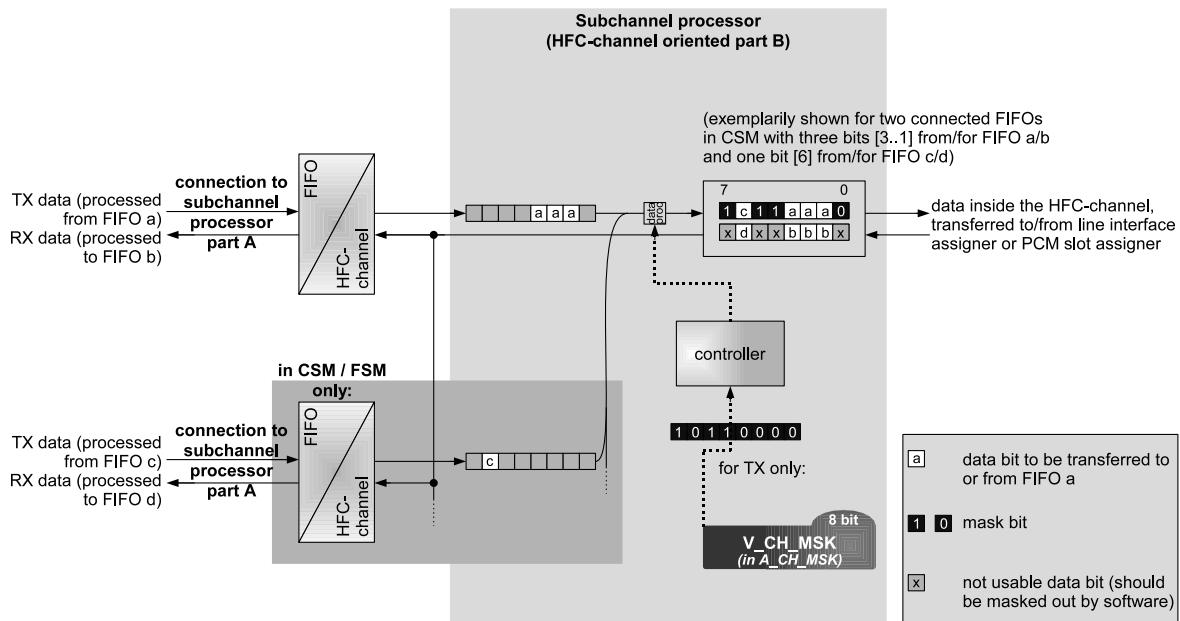 Subchannel processor
(HFC-channel oriented part B)
(exemplarily shown for two connected FIFOs
in CSM with three bits [3..1] from/for FIFO a/b
and one bit [6] from/for FIFO c/d)
7 0
TX data (processed
from FIFO a)
RX data (processed
to FIFO b)
connection to
subchannel
processor
part A
FIFO
HFC-
channel
a a a
data
proc
1 c 1 1 a a a 0
x d x x b b b x
data inside the HFC-channel,
transferred to/from line interface
assigner or PCM slot assigner
controller
in CSM / FSM
only:
TX data (processed
from FIFO c)
RX data (processed
to FIFO d)
connection to
subchannel
processor
part A
FIFO
HFC-
channel
c
1 0 1 1 0 0 0 0
for TX only:
8 bit
V_CH_MSK
(in A_CH_MSK)
a data bit to be transferred to
or from FIFO a
1 0 mask bit
x not usable data bit (should
be masked out by software)